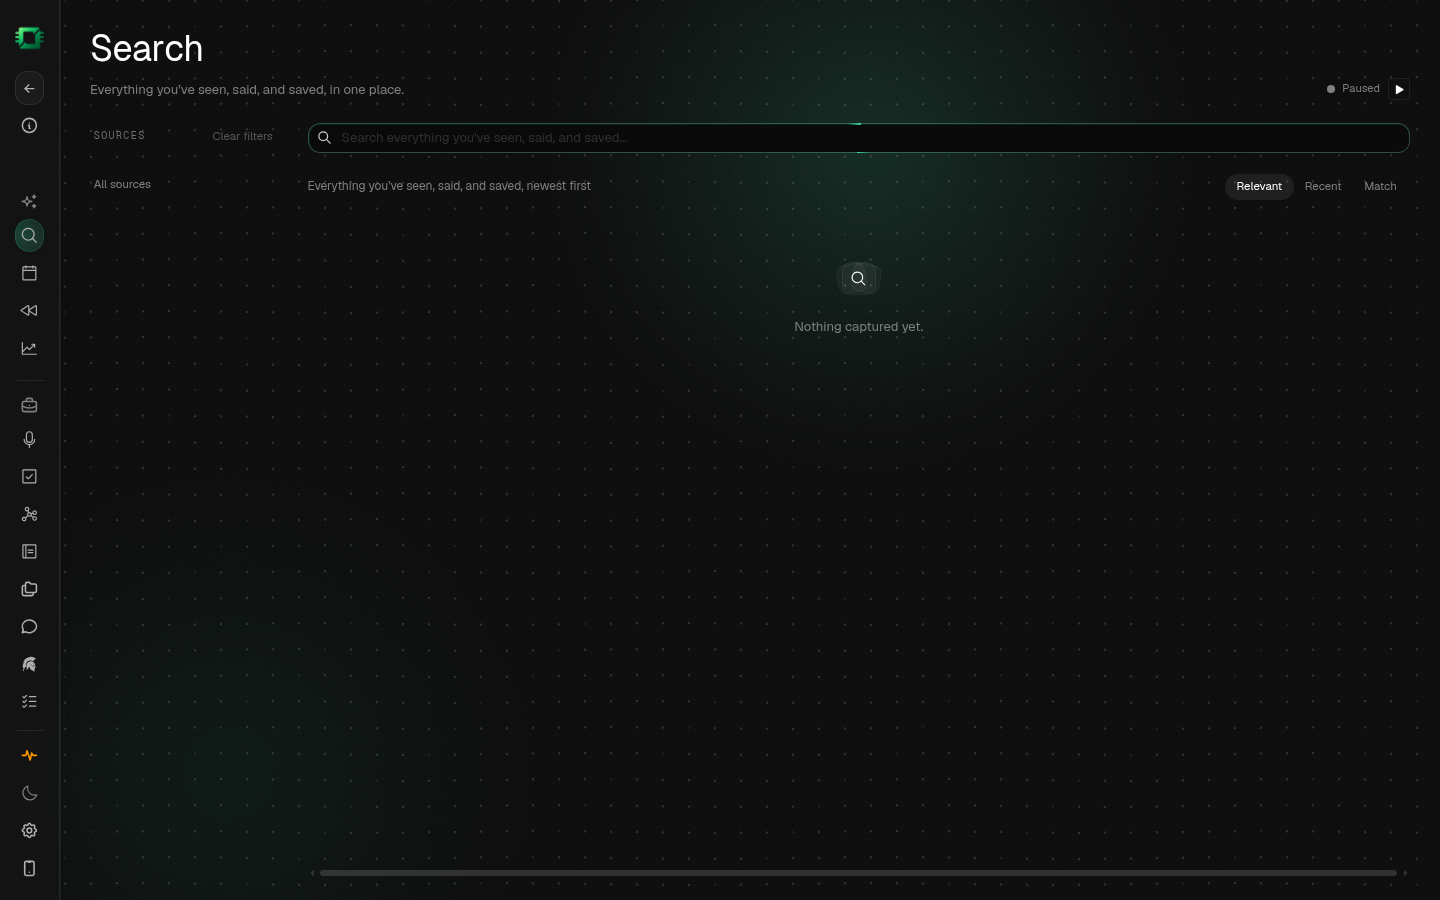 Search
Everything you've seen, said, and saved, in one place.
Paused
SOURCES
Clear filters
Search everything you've seen, said, and saved...
All sources
Everything you've seen, said, and saved, newest first
Relevant
Recent
Match
Nothing captured yet.